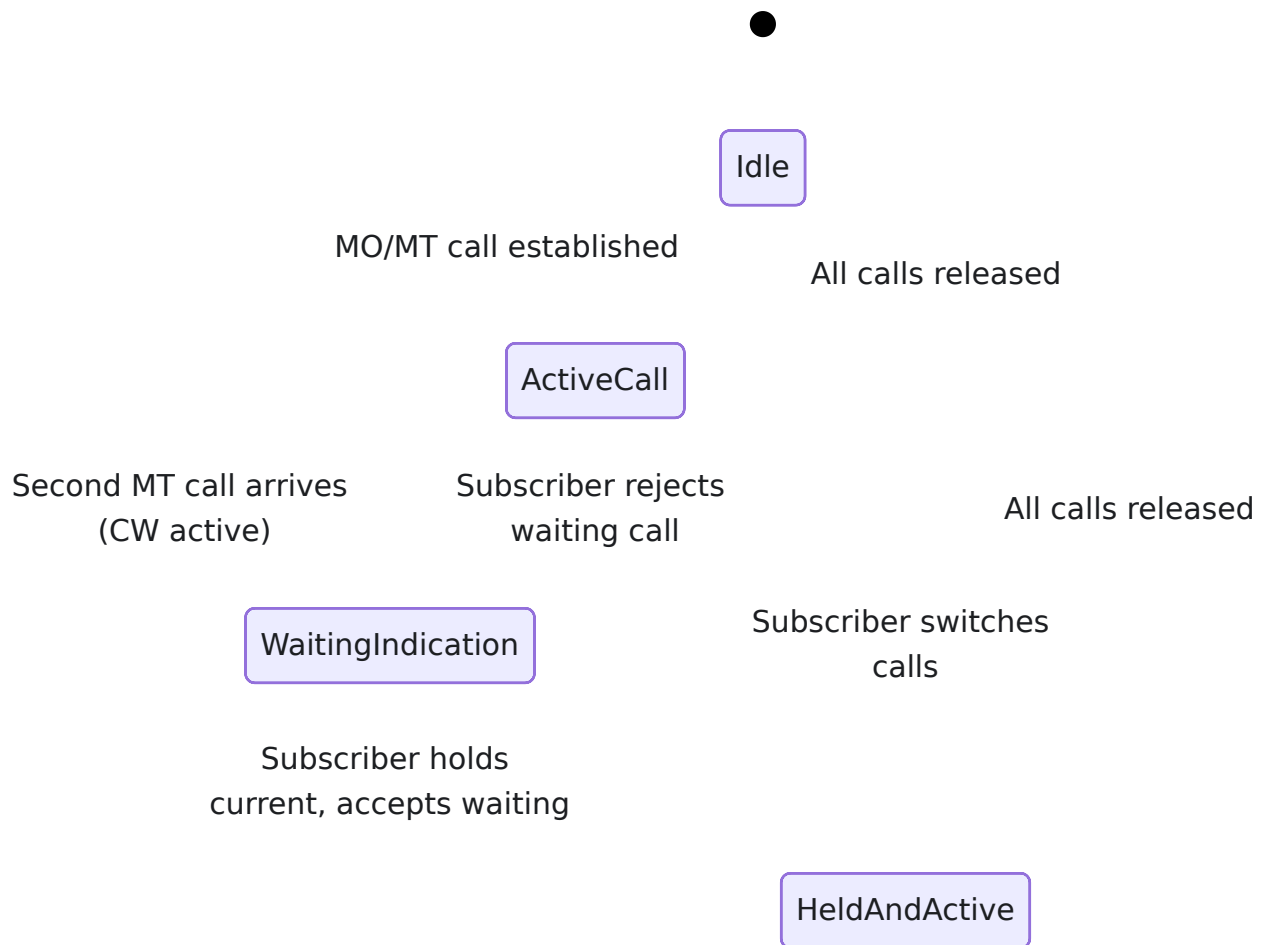 Idle
MO/MT call established
All calls released
ActiveCall
Second MT call arrives
(CW active)
Subscriber rejects
waiting call
All calls released
Subscriber switches
calls
WaitingIndication
Subscriber holds
current, accepts waiting
HeldAndActive